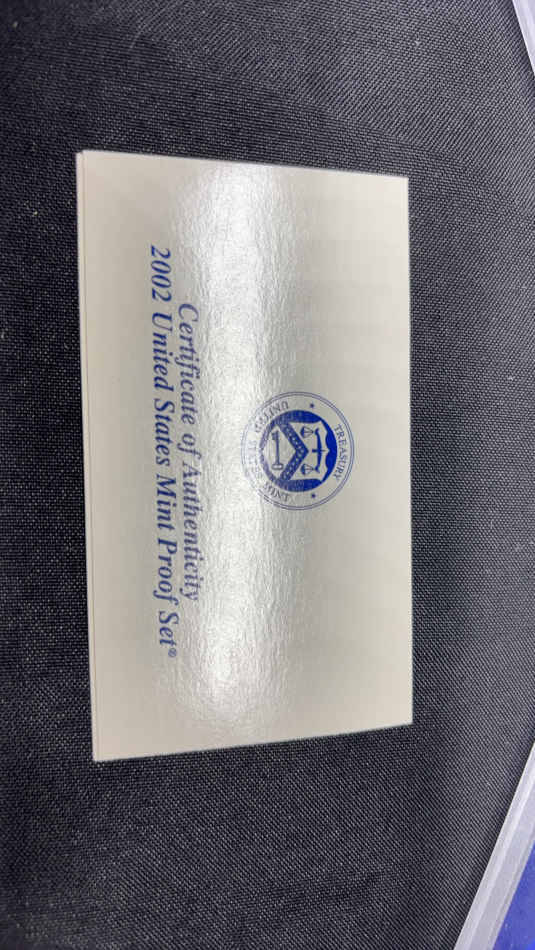 TREASURY
UNITED STATES MINT
Certificate of Authenticity
2002 United States Mint Proof Set®